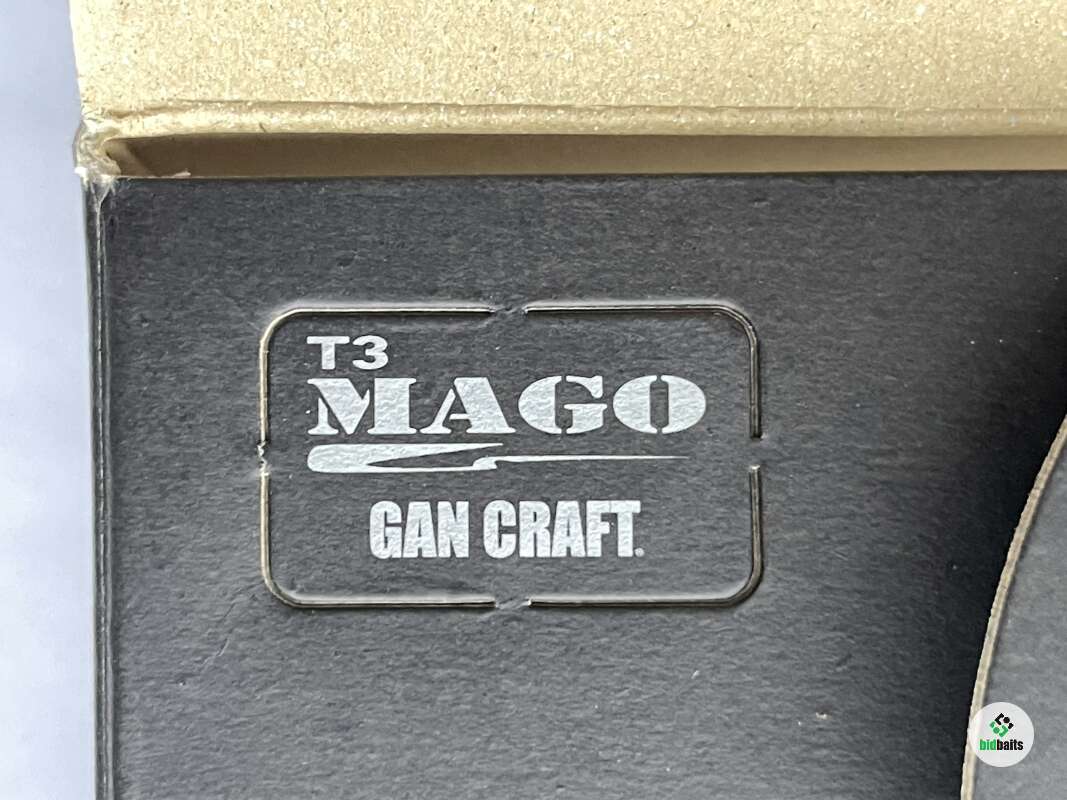 T3
MAGO
GAN CRAFT.
bidbaits